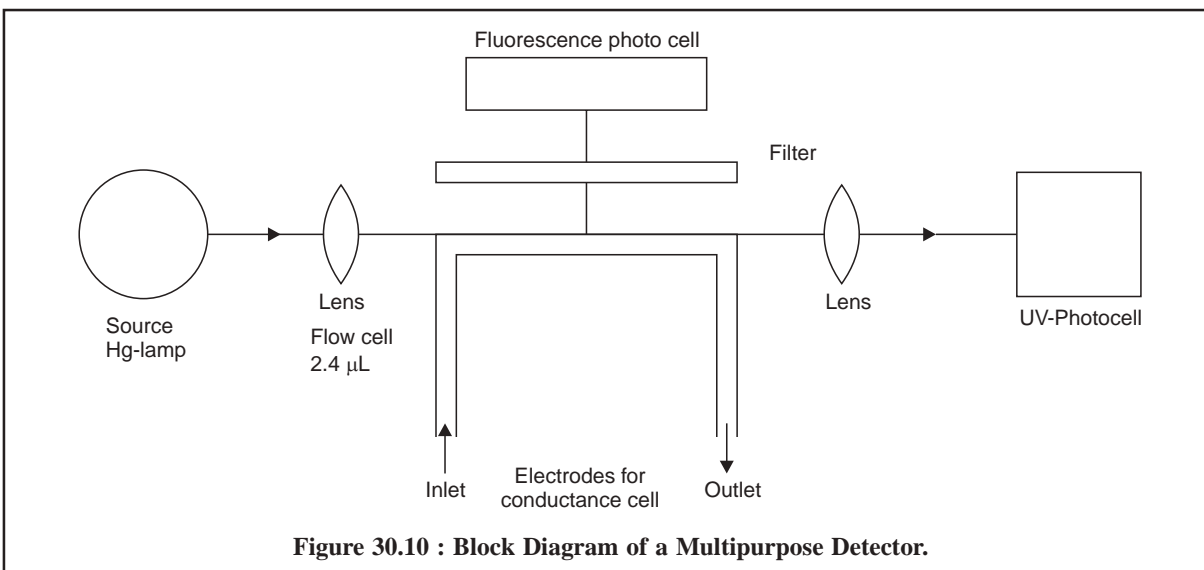 Fluorescence photo cell
Filter
Lens
Lens
Source
Hg-lamp
Flow cell
2.4 μL
UV-Photocell
Inlet
Electrodes for
conductance cell
Outlet
Figure 30.10 : Block Diagram of a Multipurpose Detector.